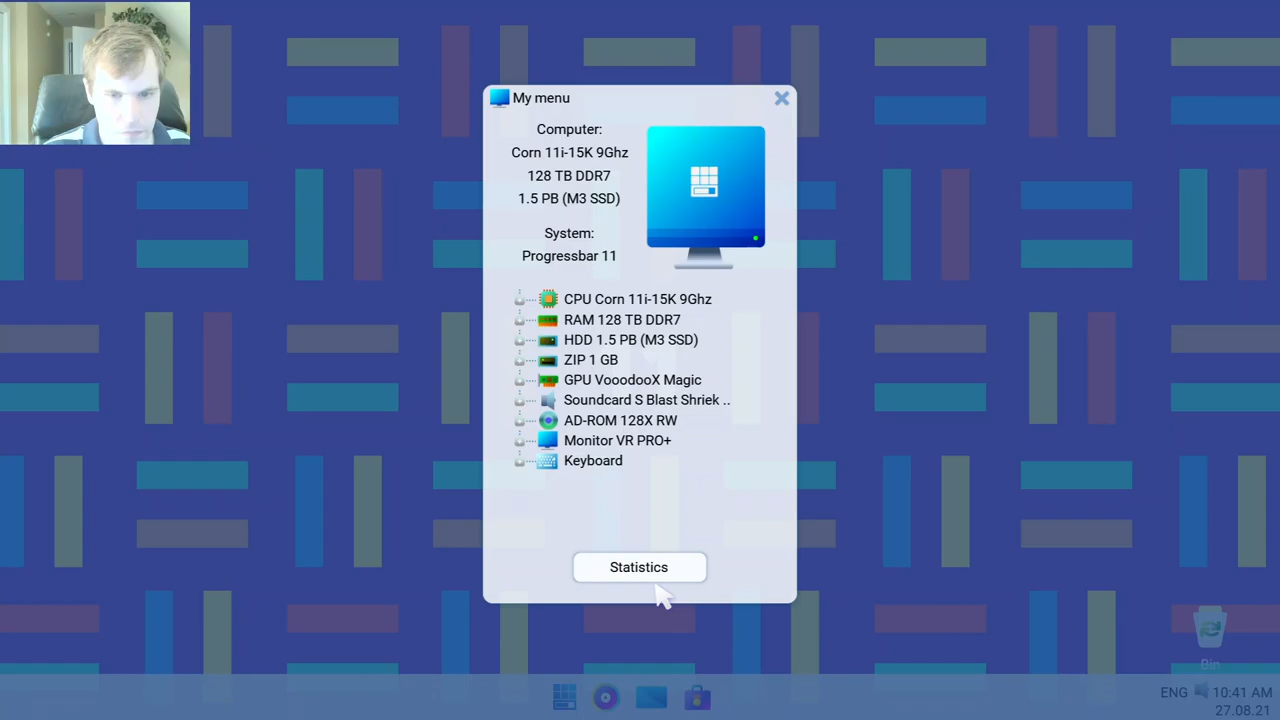 My menu
Computer:
Corn 11i-15K 9Ghz
128 TB DDR7
1.5 PB (M3 SSD)
System:
Progressbar 11
CPU Corn 11i-15K 9Ghz
RAM 128 TB DDR7
HDD 1.5 PB (M3 SSD)
ZIP 1 GB
GPU VooodooX Magic
Soundcard S Blast Shriek ..
AD-ROM 128X RW
Monitor VR PRO+
Keyboard
Statistics
Bin
ENG 10:41 AM
27.08.21